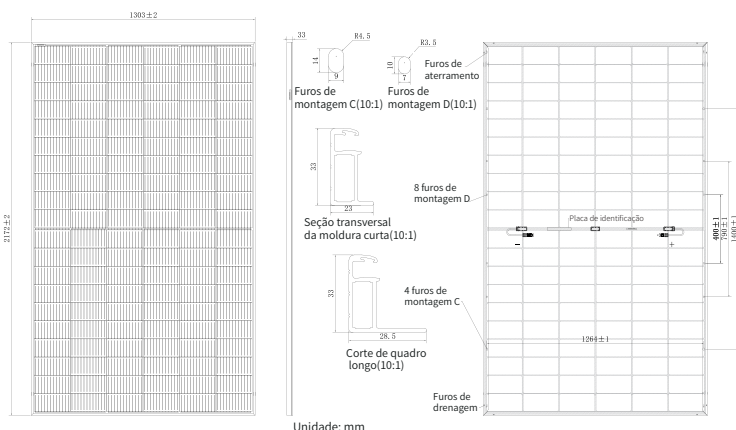 1303±2
2172±2
33
R4.5
14
9
Furos de
montagem C(10:1)
R3.5
10
7
Furos de
montagem D(10:1)
33
23
Seção transversal
da moldura curta(10:1)
33
28.5
Corte de quadro
longo(10:1)
Unidade: mm
Furos de
aterramento
8 furos de
montagem D
Placa de identificação
-
+
4 furos de
montagem C
1264±1
Furos de
drenagem
400±1
790±1
1400±1